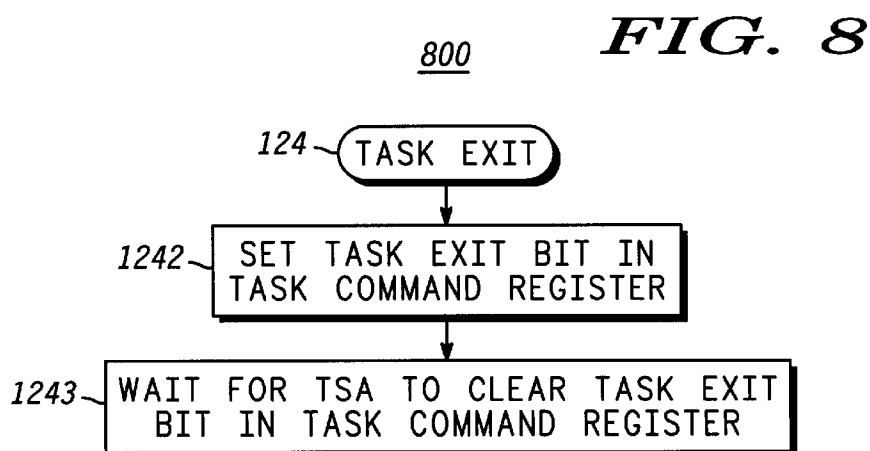 FIG. 8
800
124
TASK EXIT
1242
SET TASK EXIT BIT IN
TASK COMMAND REGISTER
1243
WAIT FOR TSA TO CLEAR TASK EXIT
BIT IN TASK COMMAND REGISTER